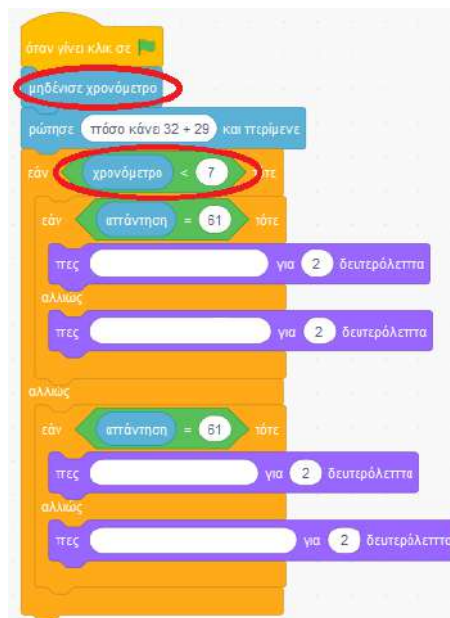 όταν γίνει κλικ σε
μηδένισε χρονόμετρο
ρώτησε πόσο κάνει 32 + 29 και περίμενε
εάν χρονόμετρο < 7 τότε
εάν απάντηση = 61 τότε
πες για 2 δευτερόλεπτα
αλλιώς
πες για 2 δευτερόλεπτα
αλλιώς
εάν απάντηση = 61 τότε
πες για 2 δευτερόλεπτα
αλλιώς
πες για 2 δευτερόλεπτα